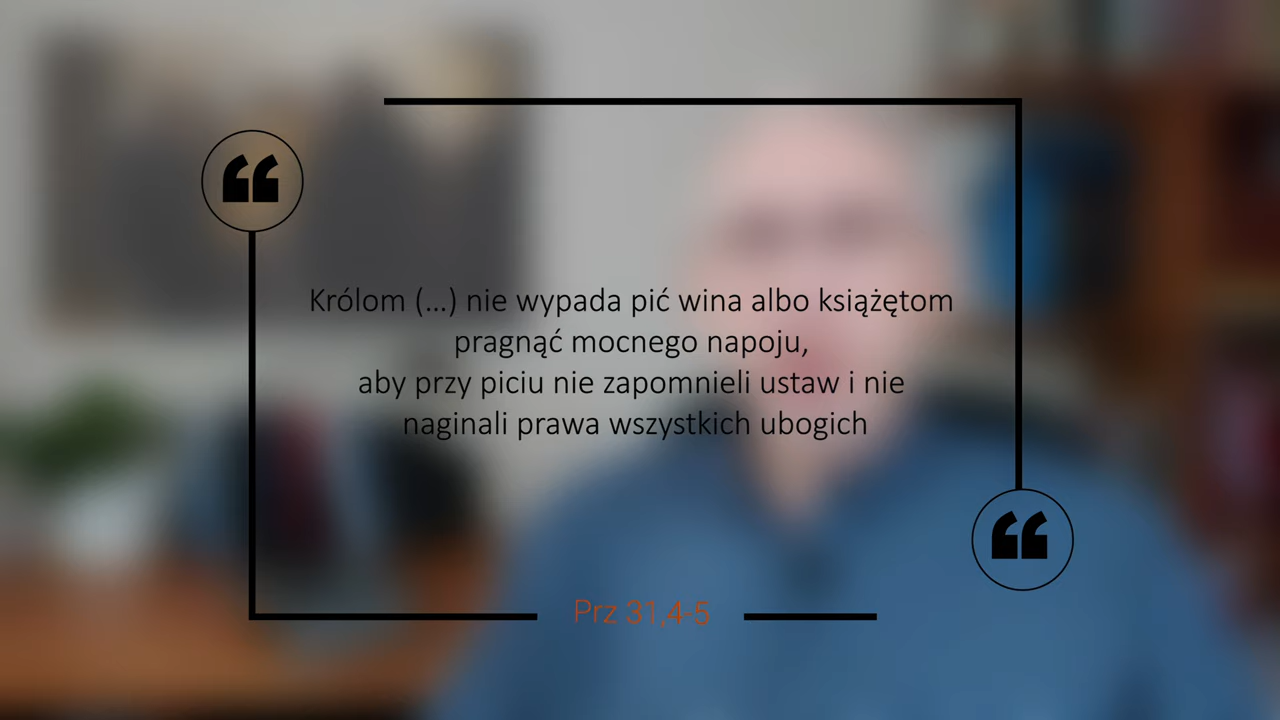 Królom (...) nie wypada pić wina albo książętom
pragnąć mocnego napoju,
aby przy piciu nie zapomnieli ustaw i nie
naginali prawa wszystkich ubogich
Prz 31,4-5